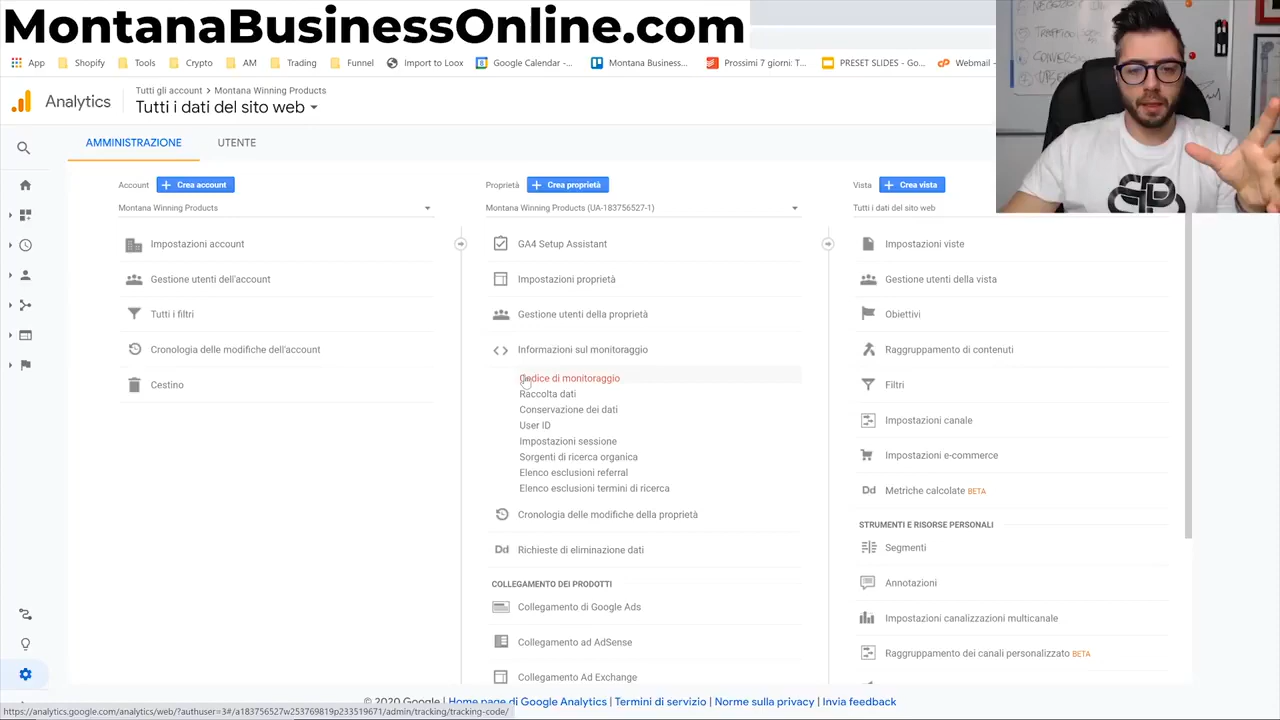 MontanaBusinessOnline.com
App Shopify Tools Crypto AM Trading Funnel Import to Loox Google Calendar -... Montana Business... Prossimi 7 giorni: T... PRESET SLIDES - Go... Webmail -
Analytics
Tutti gli account > Montana Winning Products
Tutti i dati del sito web
AMMINISTRAZIONE UTENTE
Account + Crea account
Montana Winning Products
Impostazioni account
Gestione utenti dell'account
Tutti i filtri
Cronologia delle modifiche dell'account
Cestino
Proprietà + Crea proprietà
Montana Winning Products (UA-183756527-1)
GA4 Setup Assistant
Impostazioni proprietà
Gestione utenti della proprietà
Informazioni sul monitoraggio
Codice di monitoraggio
Raccolta dati
Conservazione dei dati
User ID
Impostazioni sessione
Sorgenti di ricerca organica
Elenco esclusioni referral
Elenco esclusioni termini di ricerca
Cronologia delle modifiche della proprietà
Dd Richieste di eliminazione dati
COLLEGAMENTO DEI PRODOTTI
Collegamento di Google Ads
Collegamento ad AdSense
Collegamento Ad Exchange
Vista + Crea vista
Tutti i dati del sito web
Impostazioni viste
Gestione utenti della vista
Obiettivi
Raggruppamento di contenuti
Filtri
Impostazioni canale
Impostazioni e-commerce
Dd Metriche calcolate BETA
STRUMENTI E RISORSE PERSONALI
Segmenti
Annotazioni
Impostazioni canalizzazioni multicanale
Raggruppamento dei canali personalizzato BETA
© 2020 Google | Home page di Google Analytics | Termini di servizio | Norme sulla privacy | Invia feedback
https://analytics.google.com/analytics/web/?authuser=3#/a183756527w253769819p233519671/admin/tracking/tracking-code/